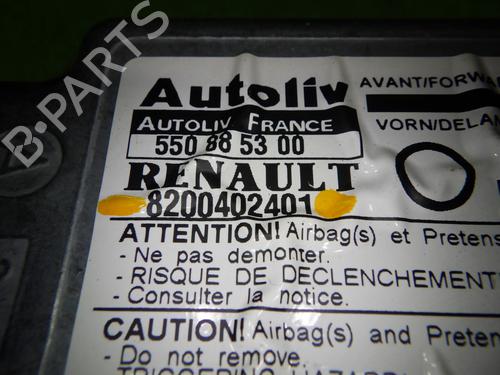 Autoliv
AUTOLIV FRANCE
550 88 53 00
RENAULT
8200402401
AVANT/FORWA
VORN/DELAN
ATTENTION! Airbag(s) et Pretens
- Ne pas demonter.
- RISQUE DE DECLENCHEMENT
- Consulter la notice.
CAUTION! Airbag(s) and Preten
- Do not remove.
B-Parts